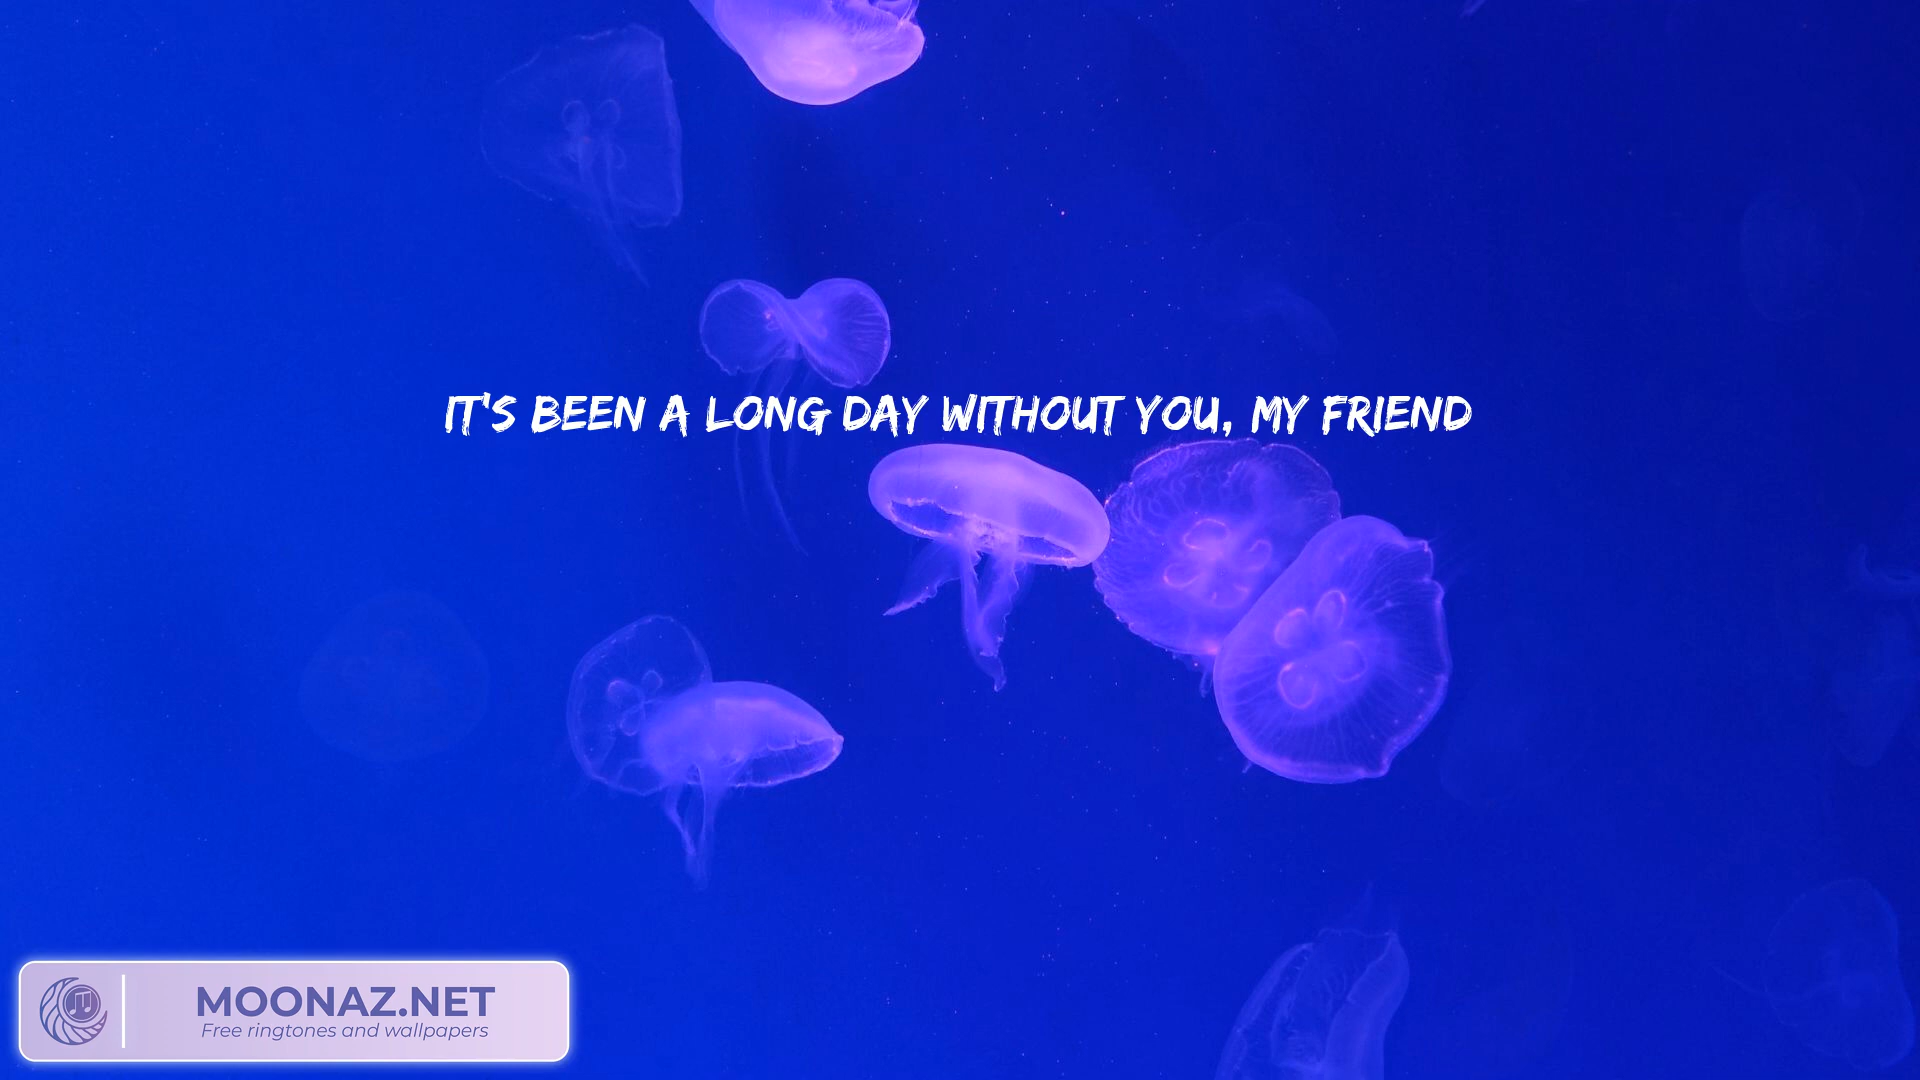 IT'S BEEN A LONG DAY WITHOUT YOU, MY FRIEND
MOONAZ.NET
Free ringtones and wallpapers